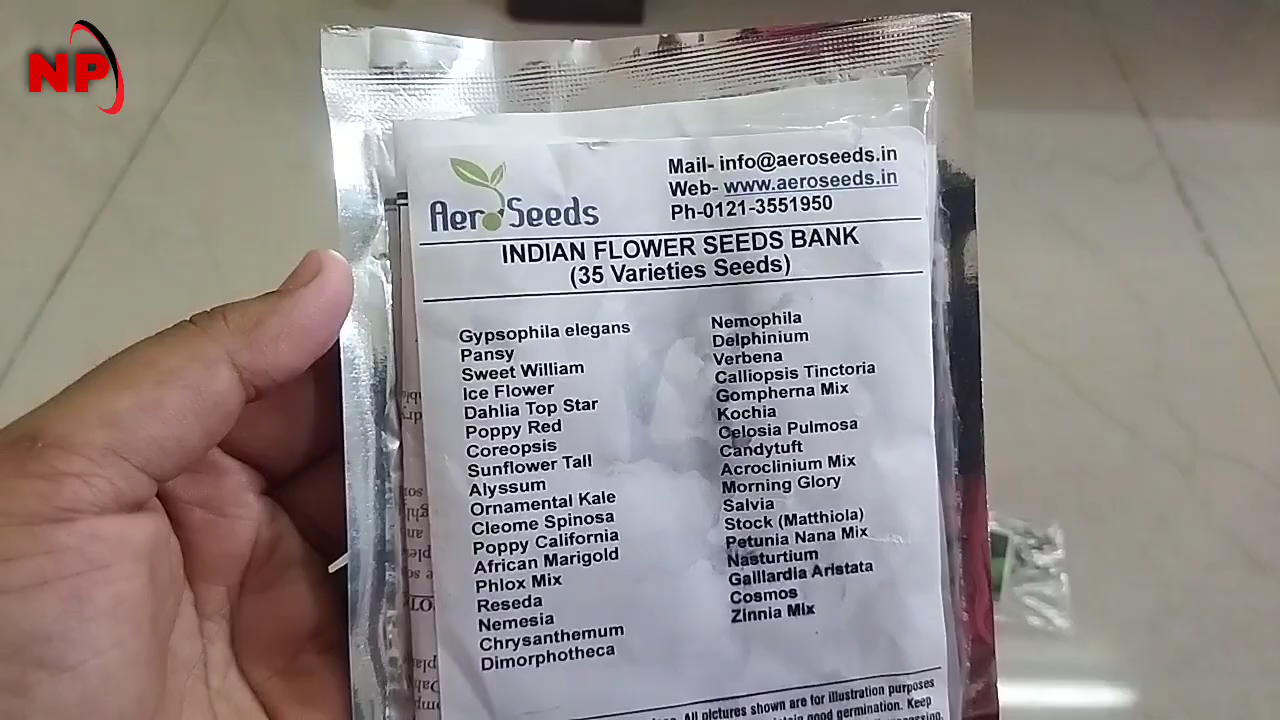 NP
Aero Seeds
Mail- info@aeroseeds.in
Web- www.aeroseeds.in
Ph-0121-3551950
INDIAN FLOWER SEEDS BANK
(35 Varieties Seeds)
Gypsophila elegans
Pansy
Sweet William
Ice Flower
Dahlia Top Star
Poppy Red
Coreopsis
Sunflower Tall
Alyssum
Ornamental Kale
Cleome Spinosa
Poppy California
African Marigold
Phlox Mix
Reseda
Nemesia
Chrysanthemum
Dimorphotheca
Nemophila
Delphinium
Verbena
Calliopsis Tinctoria
Gompherna Mix
Kochia
Celosia Pulmosa
Candytuft
Acroclinium Mix
Morning Glory
Salvia
Stock (Matthiola)
Petunia Nana Mix
Nasturtium
Galllardia Aristata
Cosmos
Zinnia Mix
All pictures shown are for illustration purposes
good germination. Keep